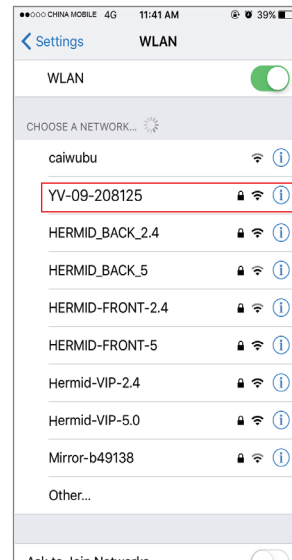 CHINA MOBILE 4G 11:41 AM 39%
Settings WLAN
WLAN
CHOOSE A NETWORK...
caiwubu
YV-09-208125
HERMID_BACK_2.4
HERMID_BACK_5
HERMID-FRONT-2.4
HERMID-FRONT-5
Hermid-VIP-2.4
Hermid-VIP-5.0
Mirror-b49138
Other...
Ask to Join Networks